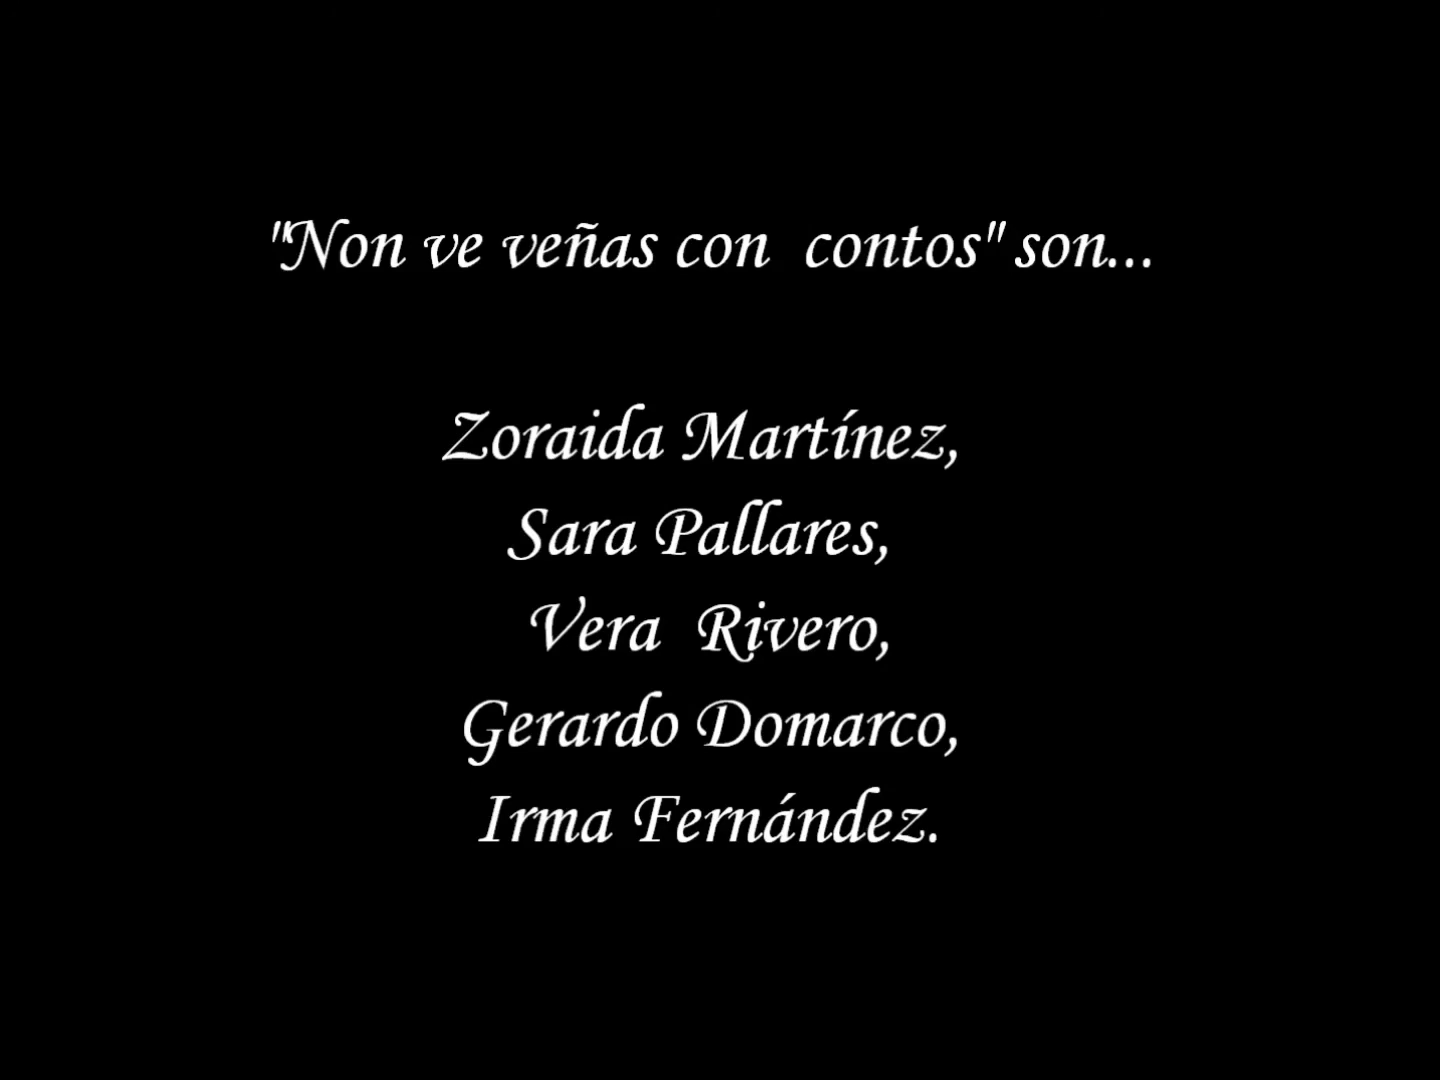 "Non ve veñas con contos" son...
Zoraida Martínez,
Sara Pallares,
Vera Rivero,
Gerardo Domarco,
Irma Fernández.